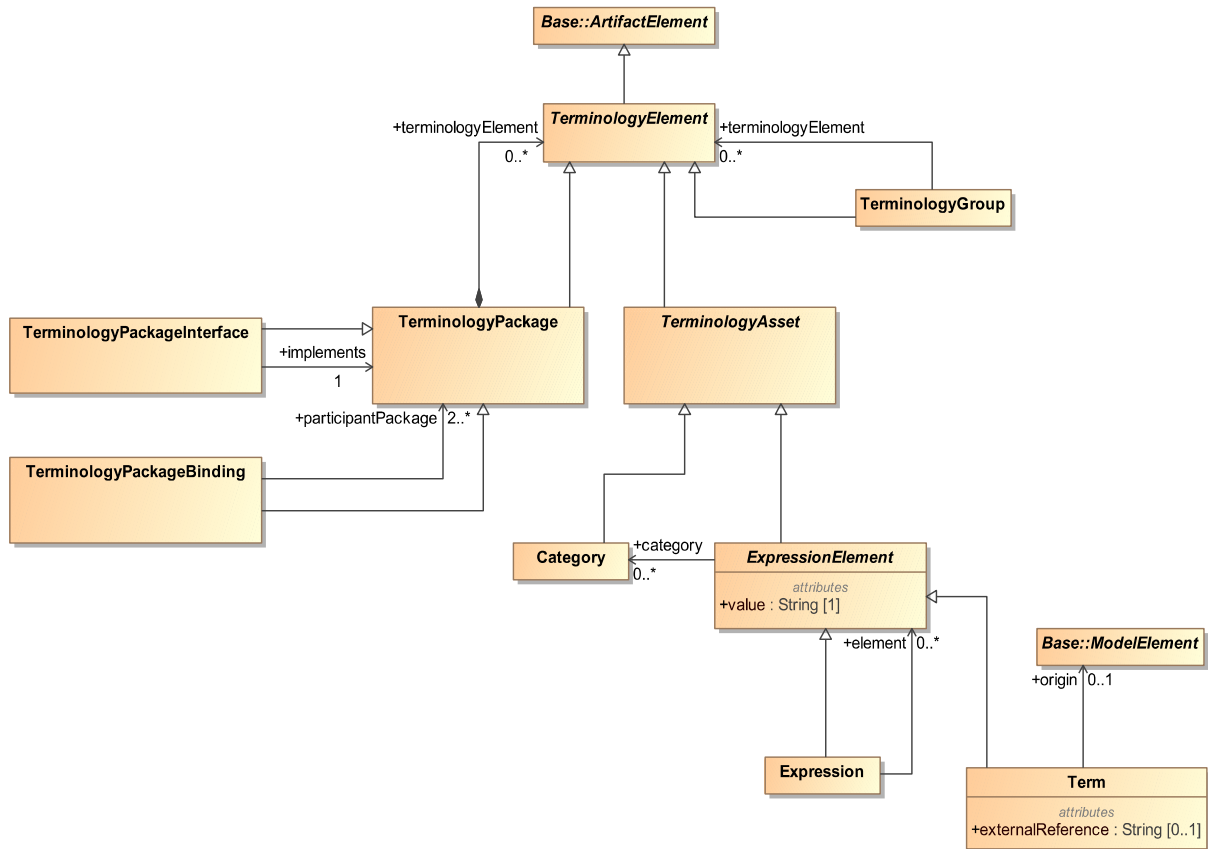 Base::ArtifactElement
TerminologyElement
+terminologyElement
0..*
+terminologyElement
0..*
TerminologyGroup
TerminologyPackageInterface
+implements
1
TerminologyPackage
TerminologyAsset
+participantPackage
2..*
TerminologyPackageBinding
Category
+category
0..*
ExpressionElement
attributes
+value : String [1]
+element
0..*
Base::ModelElement
+origin
0..1
Expression
Term
attributes
+externalReference : String [0..1]